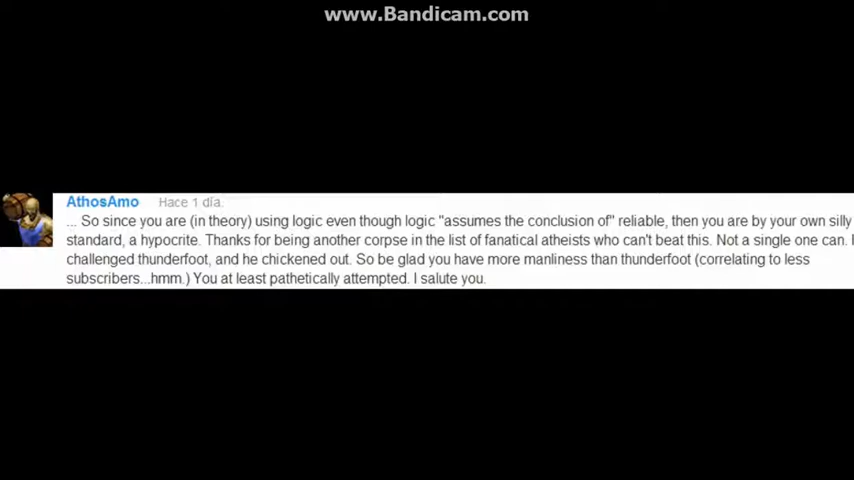 www.Bandicam.com
AthosAmo Hace 1 día.
... So since you are (in theory) using logic even though logic "assumes the conclusion of" reliable, then you are by your own silly
standard, a hypocrite. Thanks for being another corpse in the list of fanatical atheists who can't beat this. Not a single one can. I
challenged thunderfoot, and he chickened out. So be glad you have more manliness than thunderfoot (correlating to less
subscribers...hmm.) You at least pathetically attempted. I salute you.